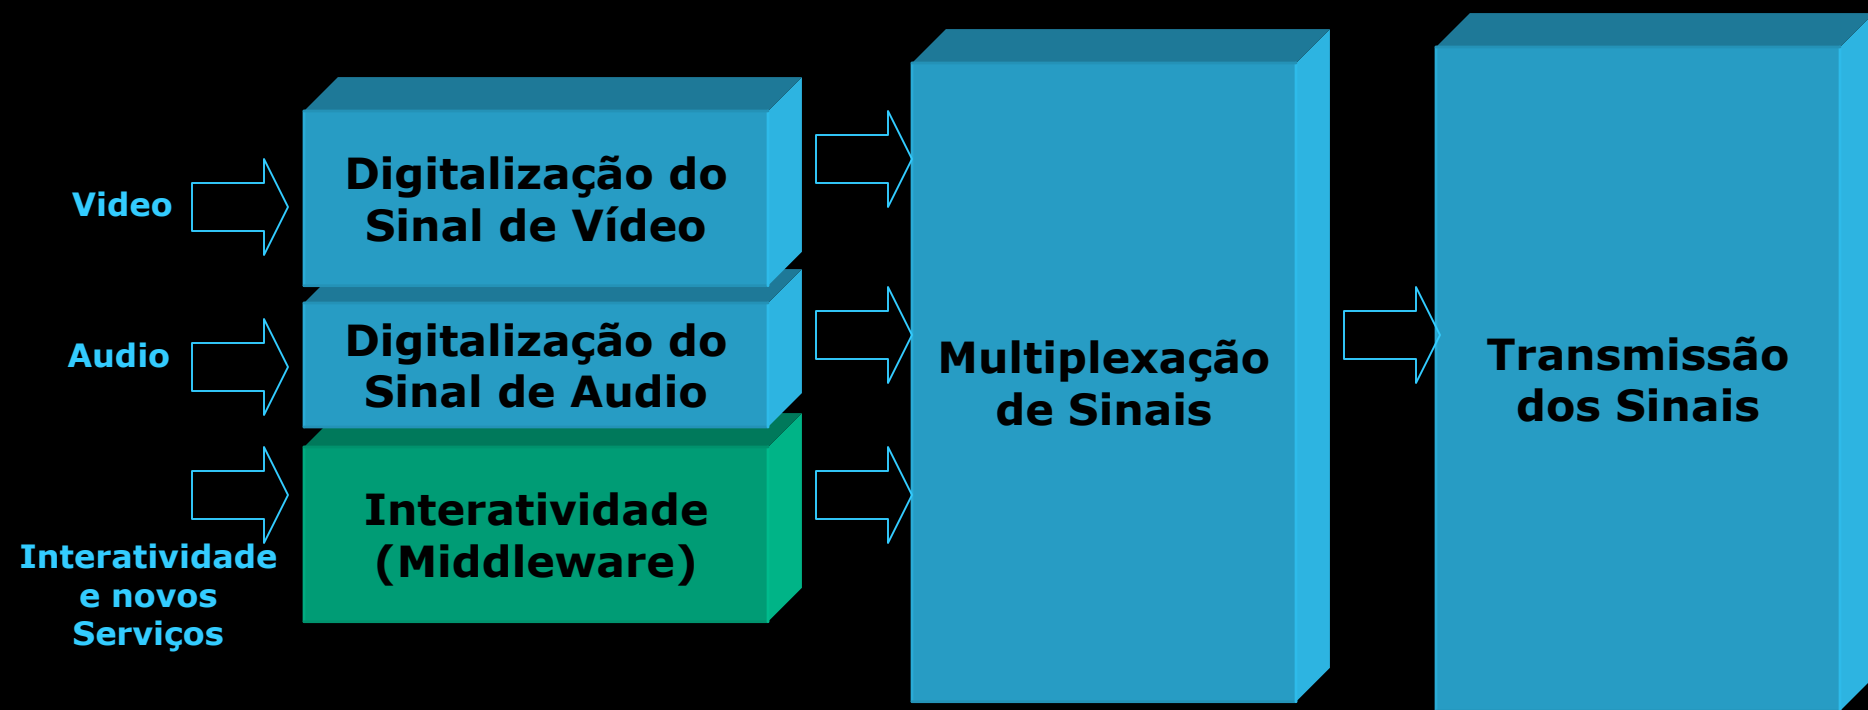 Video
Digitalização do
Sinal de Vídeo
Audio
Digitalização do
Sinal de Audio
Interatividade
e novos
Serviços
Interatividade
(Middleware)
Multiplexação
de Sinais
Transmissão
dos Sinais